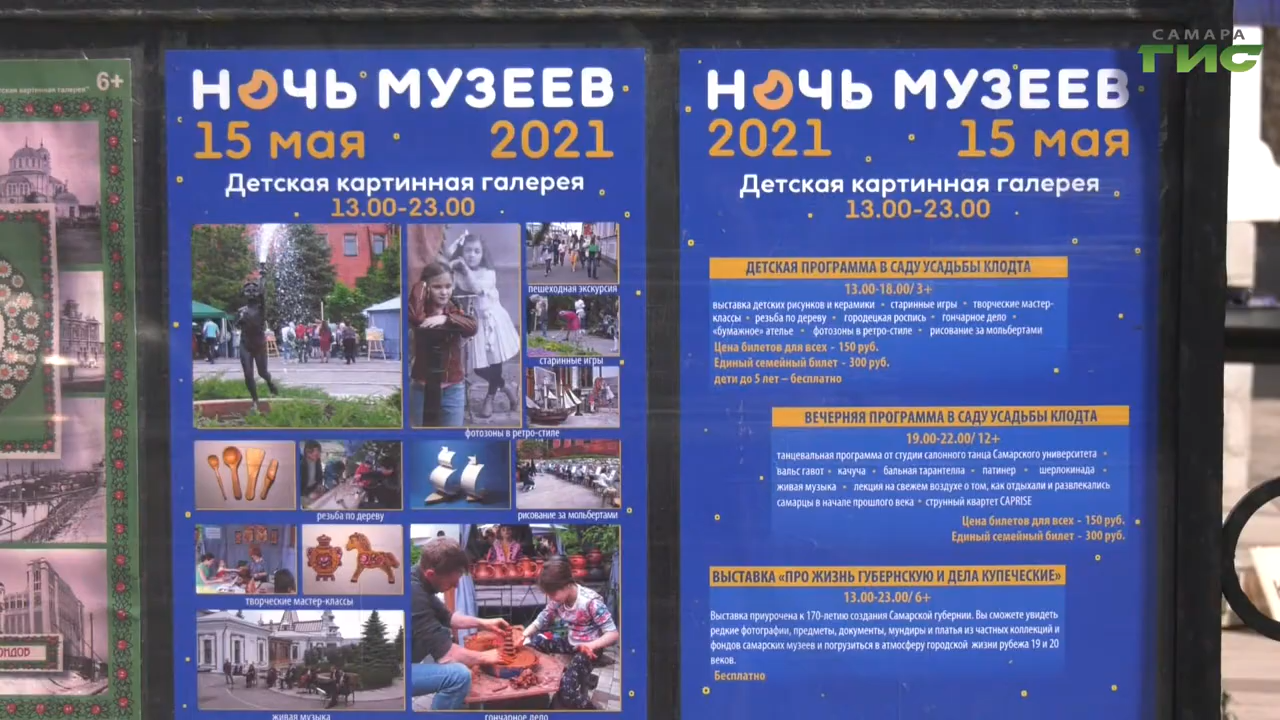 САМАРА
ГИС
детская картинная галерея"
6+
НОЧЬ МУЗЕЕВ
15 мая 2021
Детская картинная галерея
13.00-23.00
пешеходная экскурсия
старинные игры
фотозоны в ретро-стиле
резьба по дереву
рисование за мольбертами
творческие мастер-классы
живая музыка
гончарное дело
НОЧЬ МУЗЕЕВ
2021 15 мая
Детская картинная галерея
13.00-23.00
ДЕТСКАЯ ПРОГРАММА В САДУ УСАДЬБЫ КЛОДТА
13.00-18.00/ 3+
выставка детских рисунков и керамики • старинные игры • творческие мастер-
классы • резьба по дереву • городецкая роспись • гончарное дело •
«бумажное» ателье • фотозоны в ретро-стиле • рисование за мольбертами
Цена билетов для всех - 150 руб.
Единый семейный билет - 300 руб.
дети до 5 лет – бесплатно
ВЕЧЕРНЯЯ ПРОГРАММА В САДУ УСАДЬБЫ КЛОДТА
19.00-22.00/ 12+
танцевальная программа от студии салонного танца Самарского университета •
вальс гавот • качуча • бальная тарантелла • патинер • шерлокинада •
живая музыка • лекция на свежем воздухе о том, как отдыхали и развлекались
самарцы в начале прошлого века • струнный квартет CAPRISE
Цена билетов для всех - 150 руб.
Единый семейный билет - 300 руб.
ВЫСТАВКА «ПРО ЖИЗНЬ ГУБЕРНСКУЮ И ДЕЛА КУПЕЧЕСКИЕ»
13.00-23.00/ 6+
Выставка приурочена к 170-летию создания Самарской губернии. Вы сможете увидеть
редкие фотографии, предметы, документы, мундиры и платья из частных коллекций и
фондов самарских музеев и погрузиться в атмосферу городской жизни рубежа 19 и 20
веков.
Бесплатно